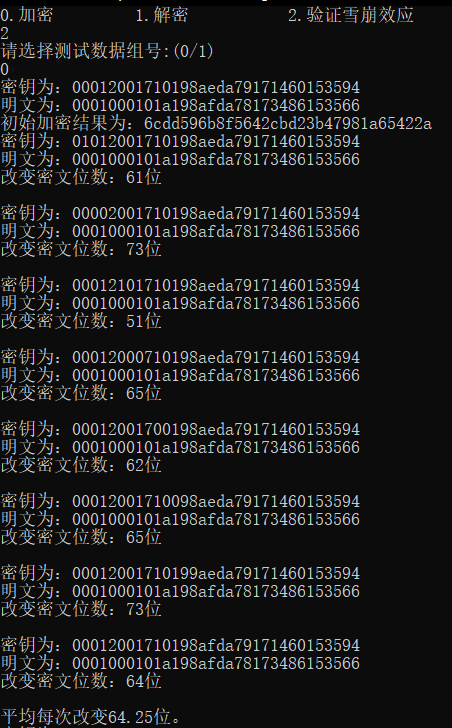 0.加密 1.解密 2.验证雪崩效应
2
请选择测试数据组号:(0/1)
0
密钥为：00012001710198aeda79171460153594
明文为：0001000101a198afda78173486153566
初始加密结果为：6cdd596b8f5642cbd23b47981a65422a
密钥为：01012001710198aeda79171460153594
明文为：0001000101a198afda78173486153566
改变密文位数：61位
密钥为：00002001710198aeda79171460153594
明文为：0001000101a198afda78173486153566
改变密文位数：73位
密钥为：00012101710198aeda79171460153594
明文为：0001000101a198afda78173486153566
改变密文位数：51位
密钥为：00012000710198aeda79171460153594
明文为：0001000101a198afda78173486153566
改变密文位数：65位
密钥为：00012001700198aeda79171460153594
明文为：0001000101a198afda78173486153566
改变密文位数：62位
密钥为：00012001710098aeda79171460153594
明文为：0001000101a198afda78173486153566
改变密文位数：65位
密钥为：00012001710199aeda79171460153594
明文为：0001000101a198afda78173486153566
改变密文位数：73位
密钥为：00012001710198afda79171460153594
明文为：0001000101a198afda78173486153566
改变密文位数：64位
平均每次改变64.25位。